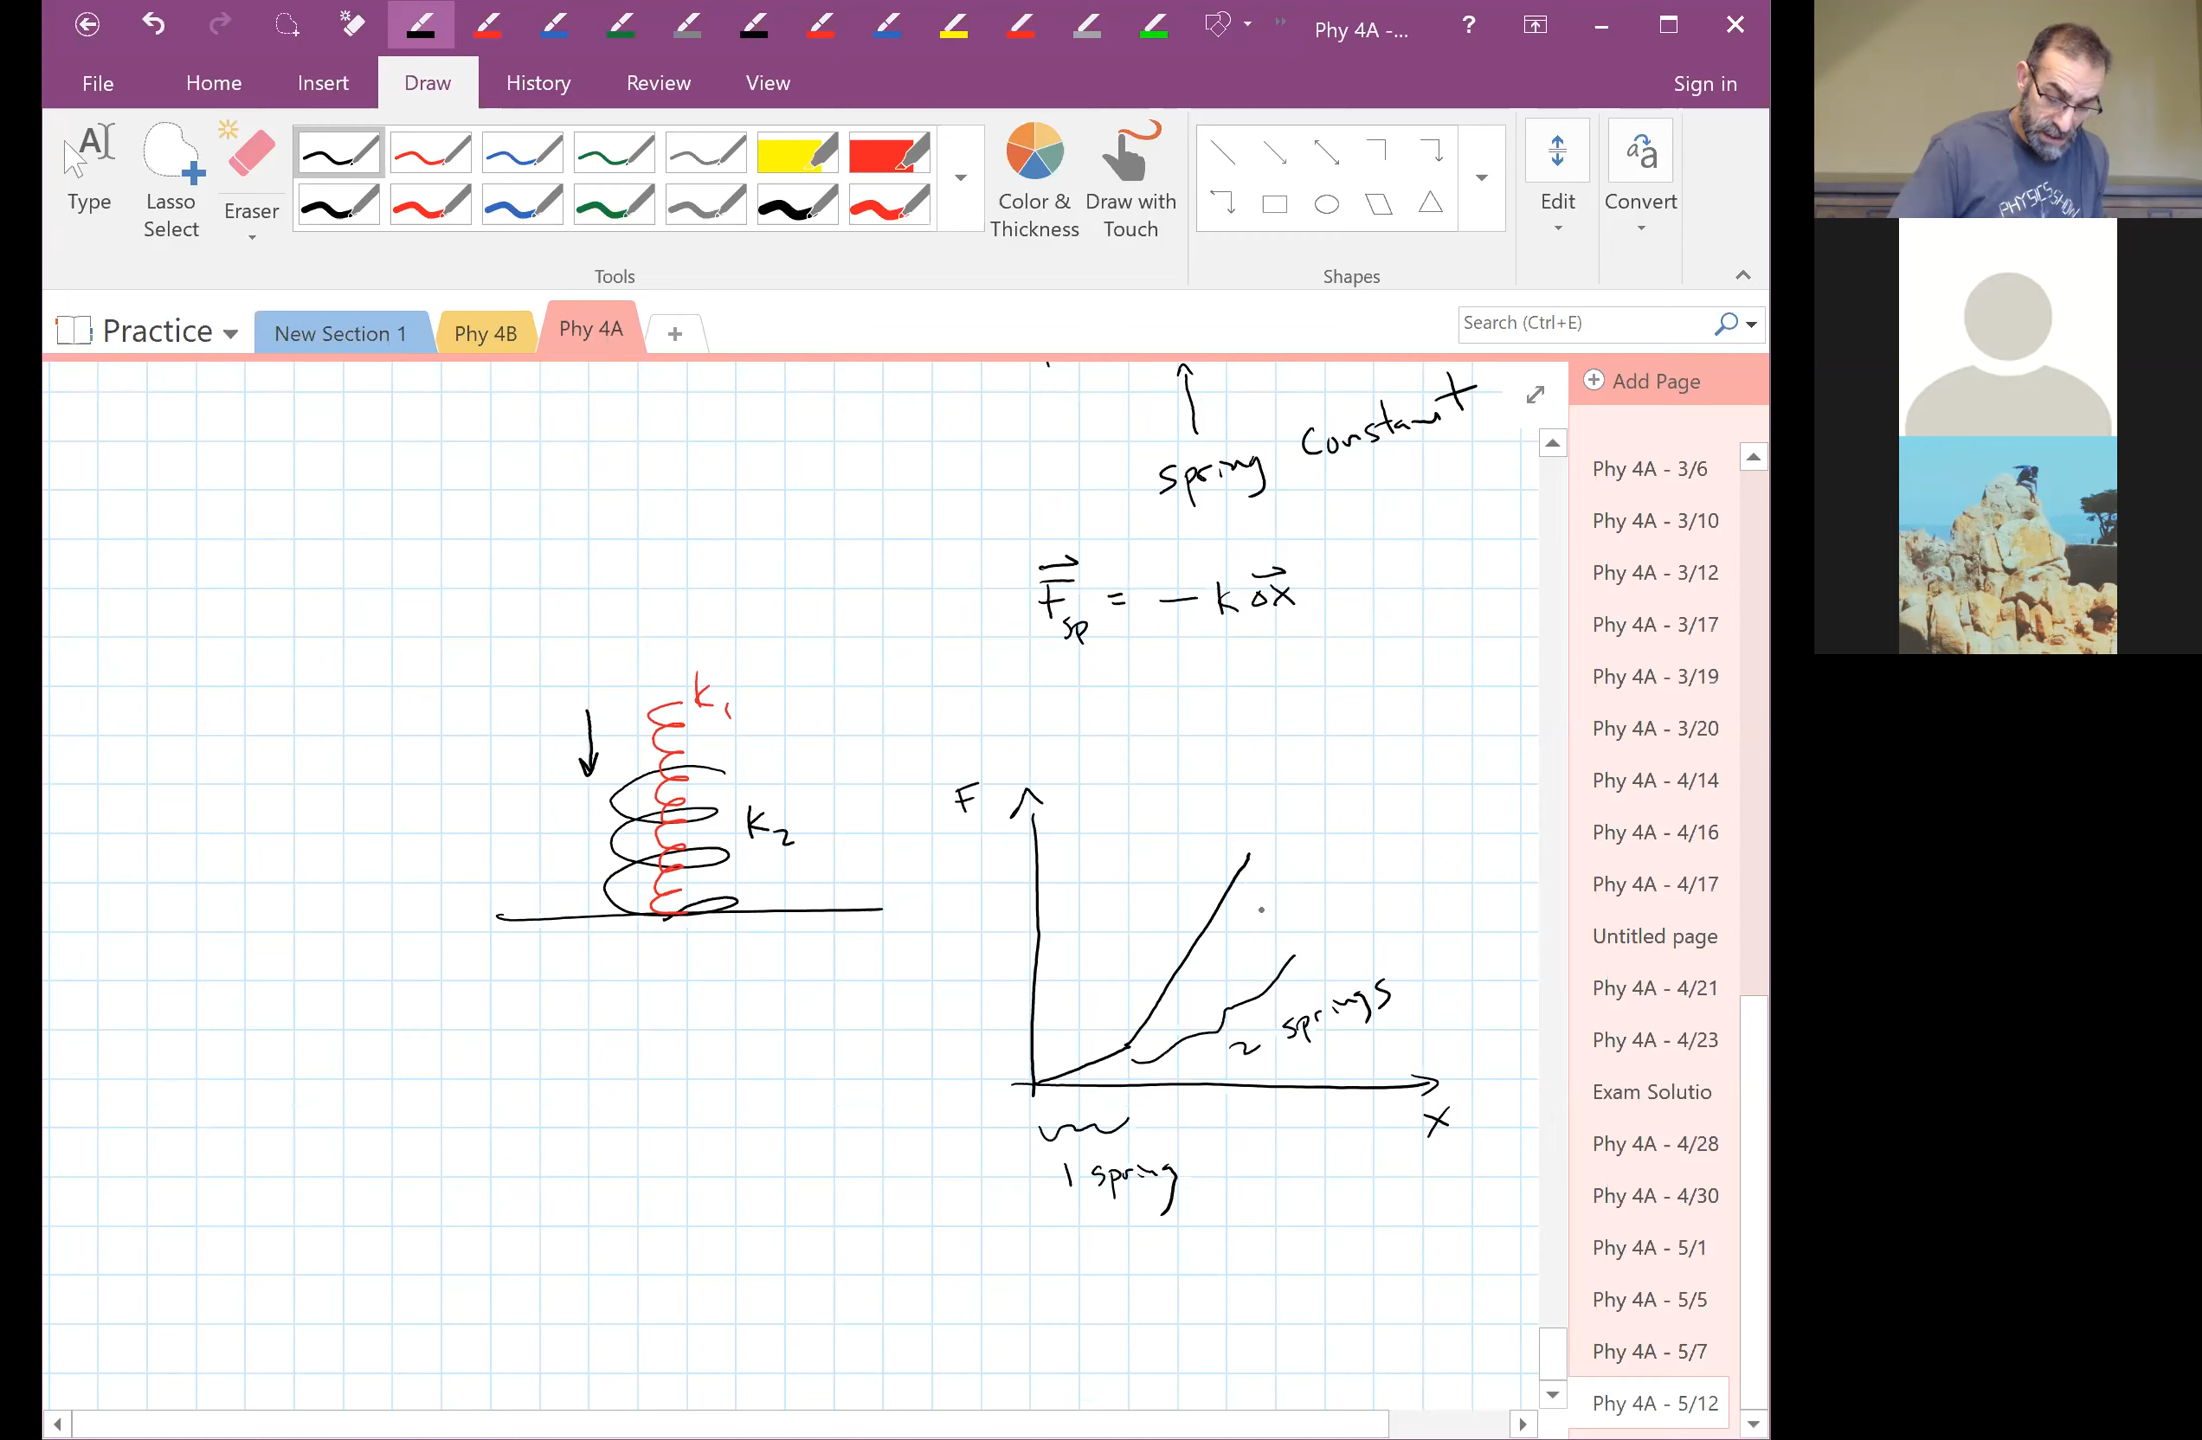 Phy 4A -...
?
File Home Insert Draw History Review View Sign in
Type
Lasso Select
Eraser
Color & Thickness
Draw with Touch
Edit
Convert
Tools
Shapes
Practice
New Section 1
Phy 4B
Phy 4A
Search (Ctrl+E)
Add Page
Phy 4A - 3/6
Phy 4A - 3/10
Phy 4A - 3/12
Phy 4A - 3/17
Phy 4A - 3/19
Phy 4A - 3/20
Phy 4A - 4/14
Phy 4A - 4/16
Phy 4A - 4/17
Untitled page
Phy 4A - 4/21
Phy 4A - 4/23
Exam Solutio
Phy 4A - 4/28
Phy 4A - 4/30
Phy 4A - 5/1
Phy 4A - 5/5
Phy 4A - 5/7
Phy 4A - 5/12
spring Constant
F⃗sp = - k Δx⃗
k1
k2
F
2 springs
x
1 spring
PHYSICS SHOW